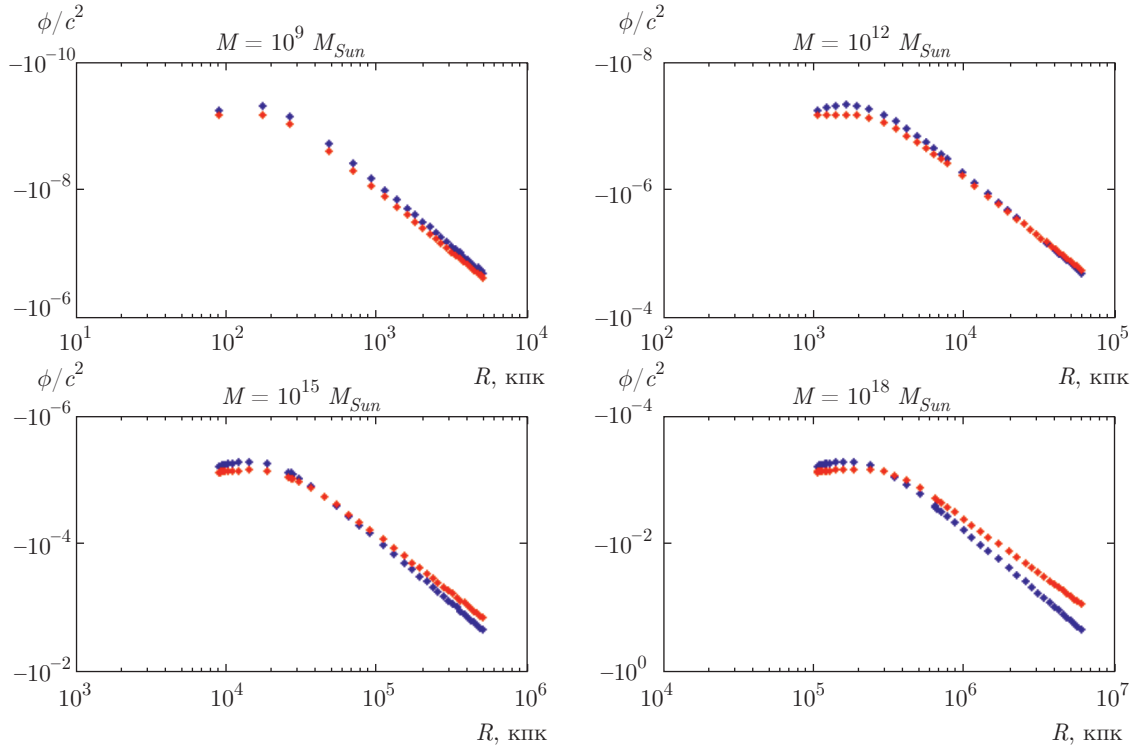 ϕ/c² ϕ/c²
M = 10⁹ M_Sun M = 10¹² M_Sun
−10⁻¹⁰ −10⁻⁸
−10⁻⁸ −10⁻⁶
−10⁻⁶ −10⁻⁴
10¹ 10² 10³ 10⁴ 10² 10³ 10⁴ 10⁵
R, кпк R, кпк
ϕ/c² ϕ/c²
M = 10¹⁵ M_Sun M = 10¹⁸ M_Sun
−10⁻⁶ −10⁻⁴
−10⁻⁴ −10⁻²
−10⁻² −10⁰
10³ 10⁴ 10⁵ 10⁶ 10⁴ 10⁵ 10⁶ 10⁷
R, кпк R, кпк